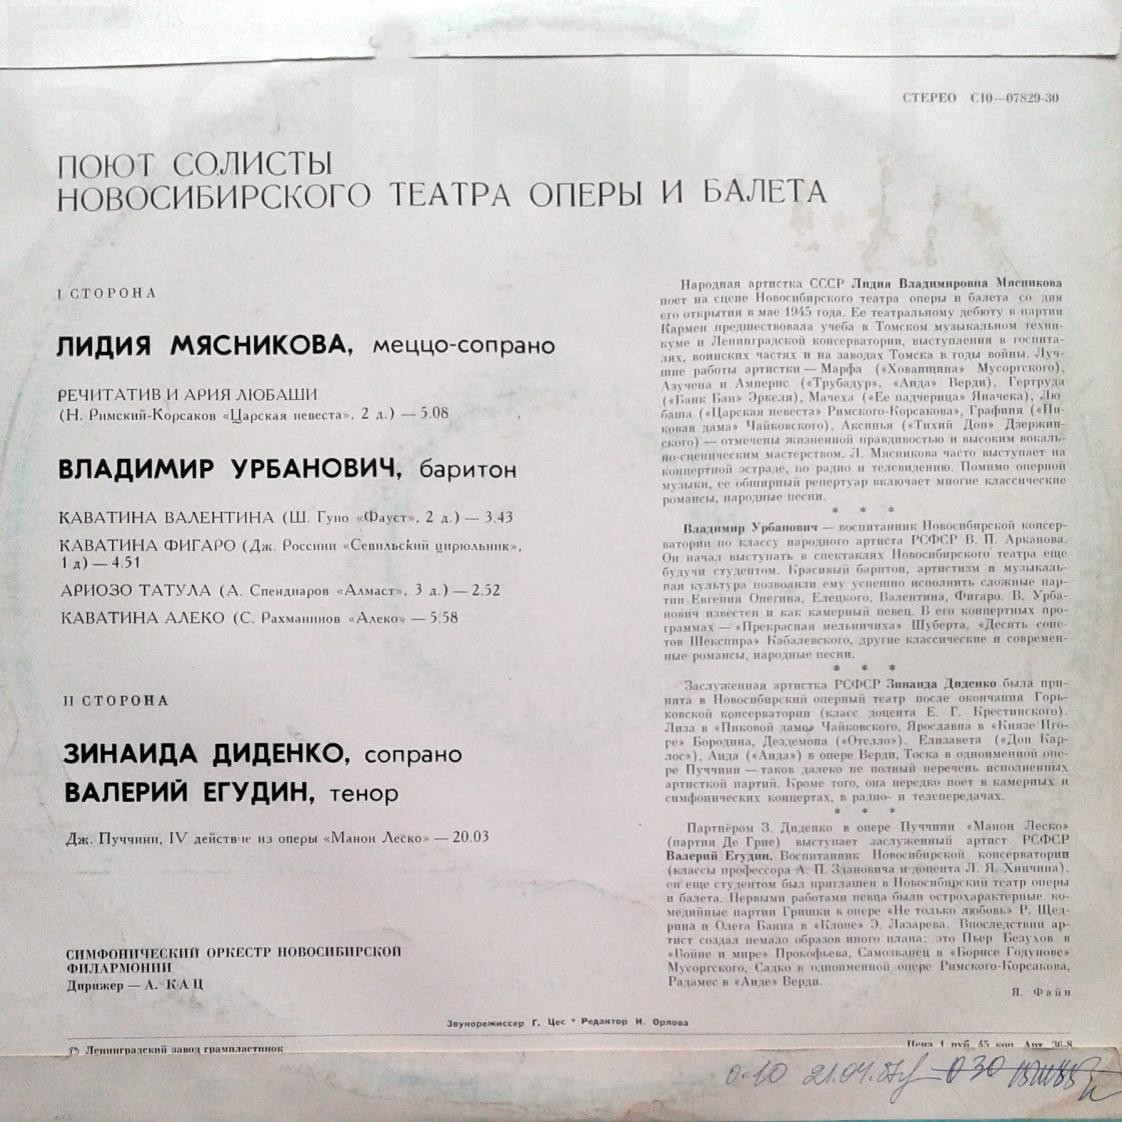 СТЕРЕО С10—07829-30
ПОЮТ СОЛИСТЫ
НОВОСИБИРСКОГО ТЕАТРА ОПЕРЫ И БАЛЕТА
I СТОРОНА
ЛИДИЯ МЯСНИКОВА, меццо-сопрано
РЕЧИТАТИВ И АРИЯ ЛЮБАШИ
(Н. Римский-Корсаков «Царская невеста», 2 д.) — 5.08
ВЛАДИМИР УРБАНОВИЧ, баритон
КАВАТИНА ВАЛЕНТИНА (Ш. Гуно «Фауст», 2 д.) — 3.43
КАВАТИНА ФИГАРО (Дж. Россини «Севильский цирюльник»,
1 д) — 4.51
АРИОЗО ТАТУЛА (А. Спендиаров «Алмаст», 3 д.) — 2.52
КАВАТИНА АЛЕКО (С. Рахманинов «Алеко» — 5.58
II СТОРОНА
ЗИНАИДА ДИДЕНКО, сопрано
ВАЛЕРИЙ ЕГУДИН, тенор
Дж. Пуччини, IV действие из оперы «Манон Леско» — 20.03
СИМФОНИЧЕСКИЙ ОРКЕСТР НОВОСИБИРСКОЙ
ФИЛАРМОНИИ
Дирижер — А. КАЦ
Народная артистка СССР Лидия Владимировна Мясникова
поет на сцене Новосибирского театра оперы и балета со дня
его открытия в мае 1945 года. Ее театральному дебюту в партии
Кармен предшествовала учеба в Томском музыкальном техни-
куме и Ленинградской консерватории, выступления в госпита-
лях, воинских частях и на заводах Томска в годы войны. Луч-
шие работы артистки — Марфа («Хованщина» Мусоргского),
Азучена и Амнерис («Трубадур», «Аида» Верди), Гертруда
(«Банк Бан» Эркеля), Мачеха («Ее падчерица» Яначека), Лю-
баша («Царская невеста» Римского-Корсакова», Графиня («Пи-
ковая дама» Чайковского), Аксинья («Тихий Дон» Дзержин-
ского) — отмечены жизненной правдивостью и высоким вокаль-
но-сценическим мастерством. Л. Мясникова часто выступает на
концертной эстраде, по радио и телевидению. Помимо оперной
музыки, ее обширный репертуар включает многие классические
романсы, народные песни.
* * *
Владимир Урбанович — воспитанник Новосибирской консер-
ватории по классу народного артиста РСФСР В. П. Арканова.
Он начал выступать в спектаклях Новосибирского театра еще
будучи студентом. Красивый баритон, артистизм и музыкаль-
ная культура позволили ему успешно исполнить сложные пар-
тии Евгения Онегина, Елецкого, Валентина, Фигаро. В. Урба-
нович известен и как камерный певец. В его концертных про-
граммах — «Прекрасная мельничиха» Шуберта, «Десять соне-
тов Шекспира» Кабалевского, другие классические и современ-
ные романсы, народные песни.
* * *
Заслуженная артистка РСФСР Зинаида Диденко была при-
нята в Новосибирский оперный театр после окончания Горь-
ковской консерватории (класс доцента Е. Г. Крестинского).
Лиза в «Пиковой даме» Чайковского, Ярославна в «Князе Иго-
ре» Бородина, Дездемона («Отелло»), Елизавета («Дон Кар-
лос»), Аида («Аида») в опере Верди, Тоска в одноименной опе-
ре Пуччини — таков далеко не полный перечень исполненных
артисткой партий. Кроме того, она нередко поет в камерных и
симфонических концертах, в радио- и телепередачах.
* * *
Партнёром З. Диденко в опере Пуччини «Манон Леско»
(партия Де Грие) выступает заслуженный артист РСФСР
Валерий Егудин. Воспитанник Новосибирской консерватории
(классы профессора А. П. Здановича и доцента Л. Я. Хинчина),
он еще студентом был приглашен в Новосибирский театр оперы
и балета. Первыми работами певца были острохарактерные, ко-
медийные партии Гришки в опере «Не только любовь» Р. Щед-
рина и Олега Баяна в «Клопе» Э. Лазарева. Впоследствии ар-
тист создал немало образов иного плана: это Пьер Безухов в
«Войне и мире» Прокофьева, Самозванец в «Борисе Годунове»
Мусоргского, Садко в одноименной опере Римского-Корсакова,
Радамес в «Аиде» Верди.
Я. Файн
Звукорежиссер Г. Цес * Редактор И. Орлова
Ленинградский завод грампластинок
Цена 1 руб. 45 коп. Арт. 36-8
0-10 21.04.87
030